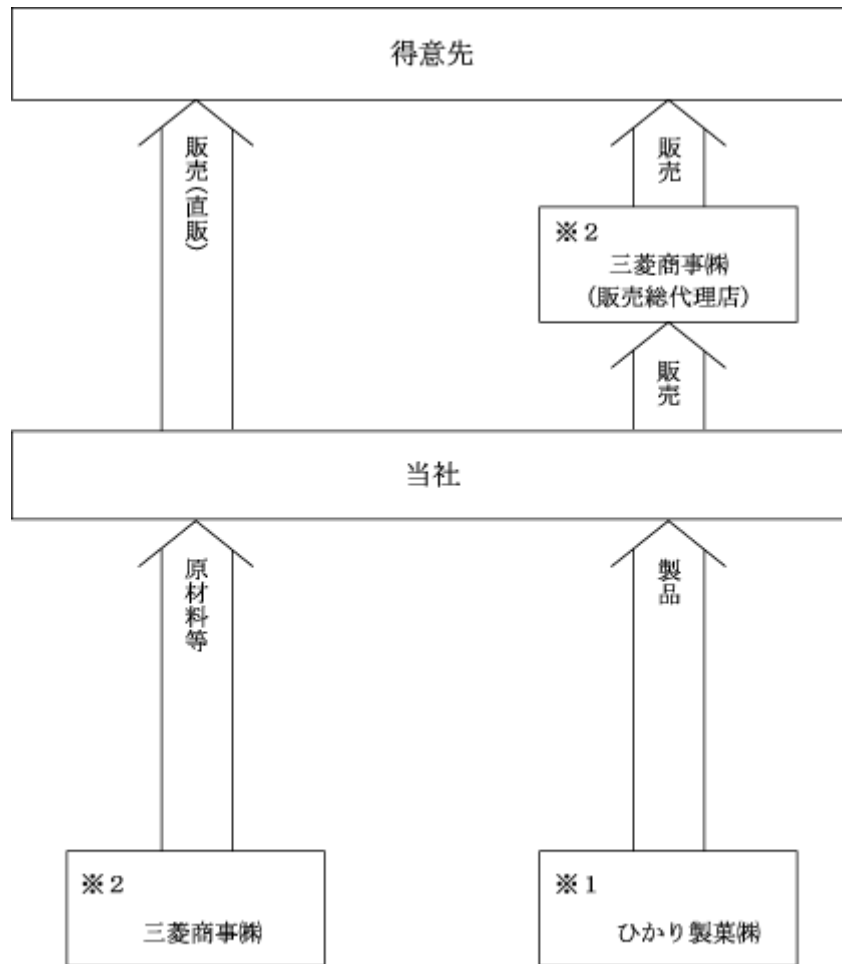 得意先
販売(直販)
販売
※2
三菱商事㈱
(販売総代理店)
販売
当社
原材料等
製品
※2
三菱商事㈱
※1
ひかり製菓㈱